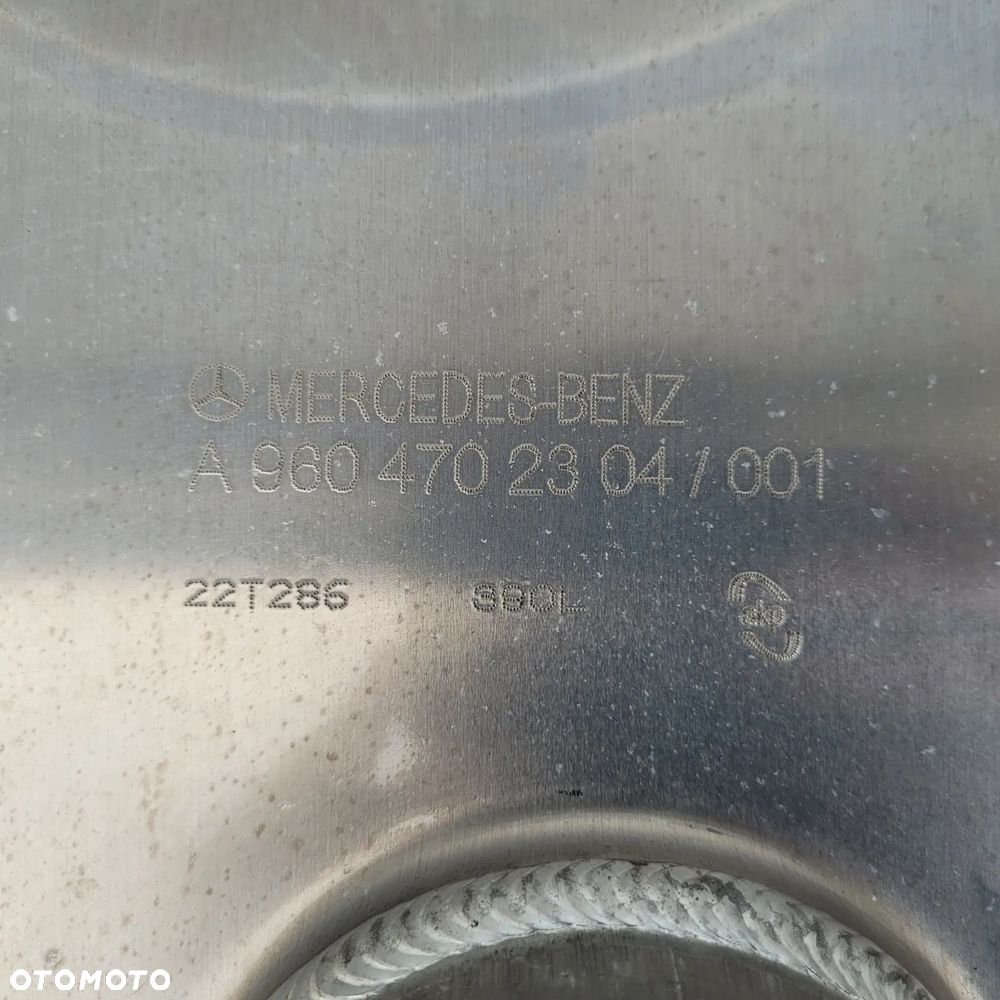 MERCEDES-BENZ
A 960 470 23 04 / 001
22T286 390L
OTOMOTO